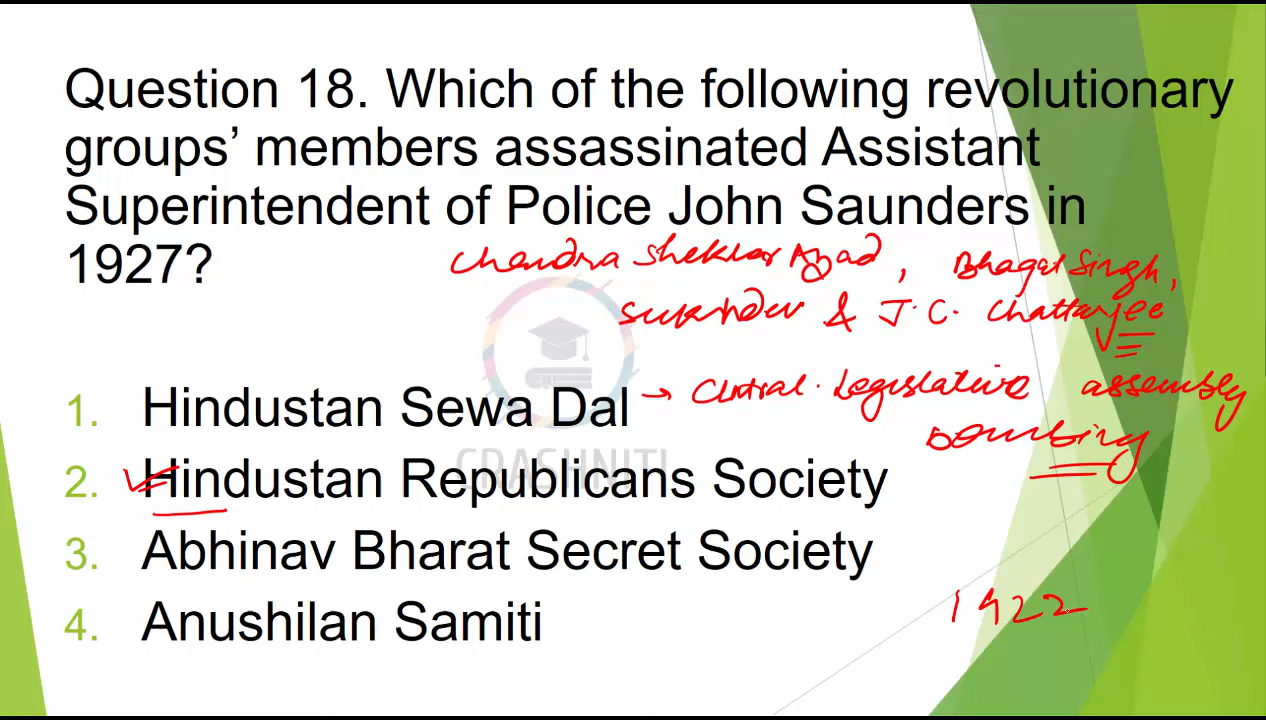 Question 18. Which of the following revolutionary
groups’ members assassinated Assistant
Superintendent of Police John Saunders in
1927?
Chandra Shekhar Azad, Bhagat Singh,
Sukhdev & J.C. Chatterjee
1. Hindustan Sewa Dal
→ Central Legislative assembly
bombing
2. Hindustan Republicans Society
CRASHNITI
3. Abhinav Bharat Secret Society
4. Anushilan Samiti
1922